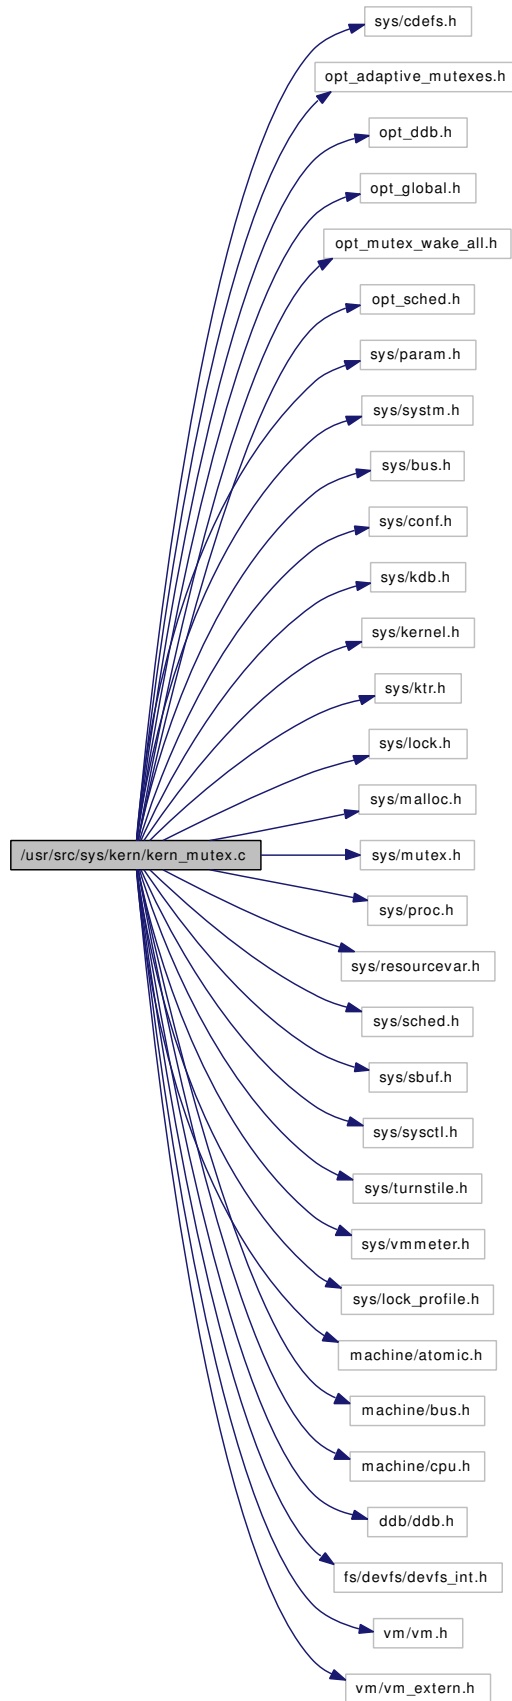 sys/cdefs.h
opt_adaptive_mutexes.h
opt_ddb.h
opt_global.h
opt_mutex_wake_all.h
opt_sched.h
sys/param.h
sys/systm.h
sys/bus.h
sys/conf.h
sys/kdb.h
sys/kernel.h
sys/ktr.h
sys/lock.h
sys/malloc.h
/usr/src/sys/kern/kern_mutex.c
sys/mutex.h
sys/proc.h
sys/resourcevar.h
sys/sched.h
sys/sbuf.h
sys/sysctl.h
sys/turnstile.h
sys/vmmeter.h
sys/lock_profile.h
machine/atomic.h
machine/bus.h
machine/cpu.h
ddb/ddb.h
fs/devfs/devfs_int.h
vm/vm.h
vm/vm_extern.h